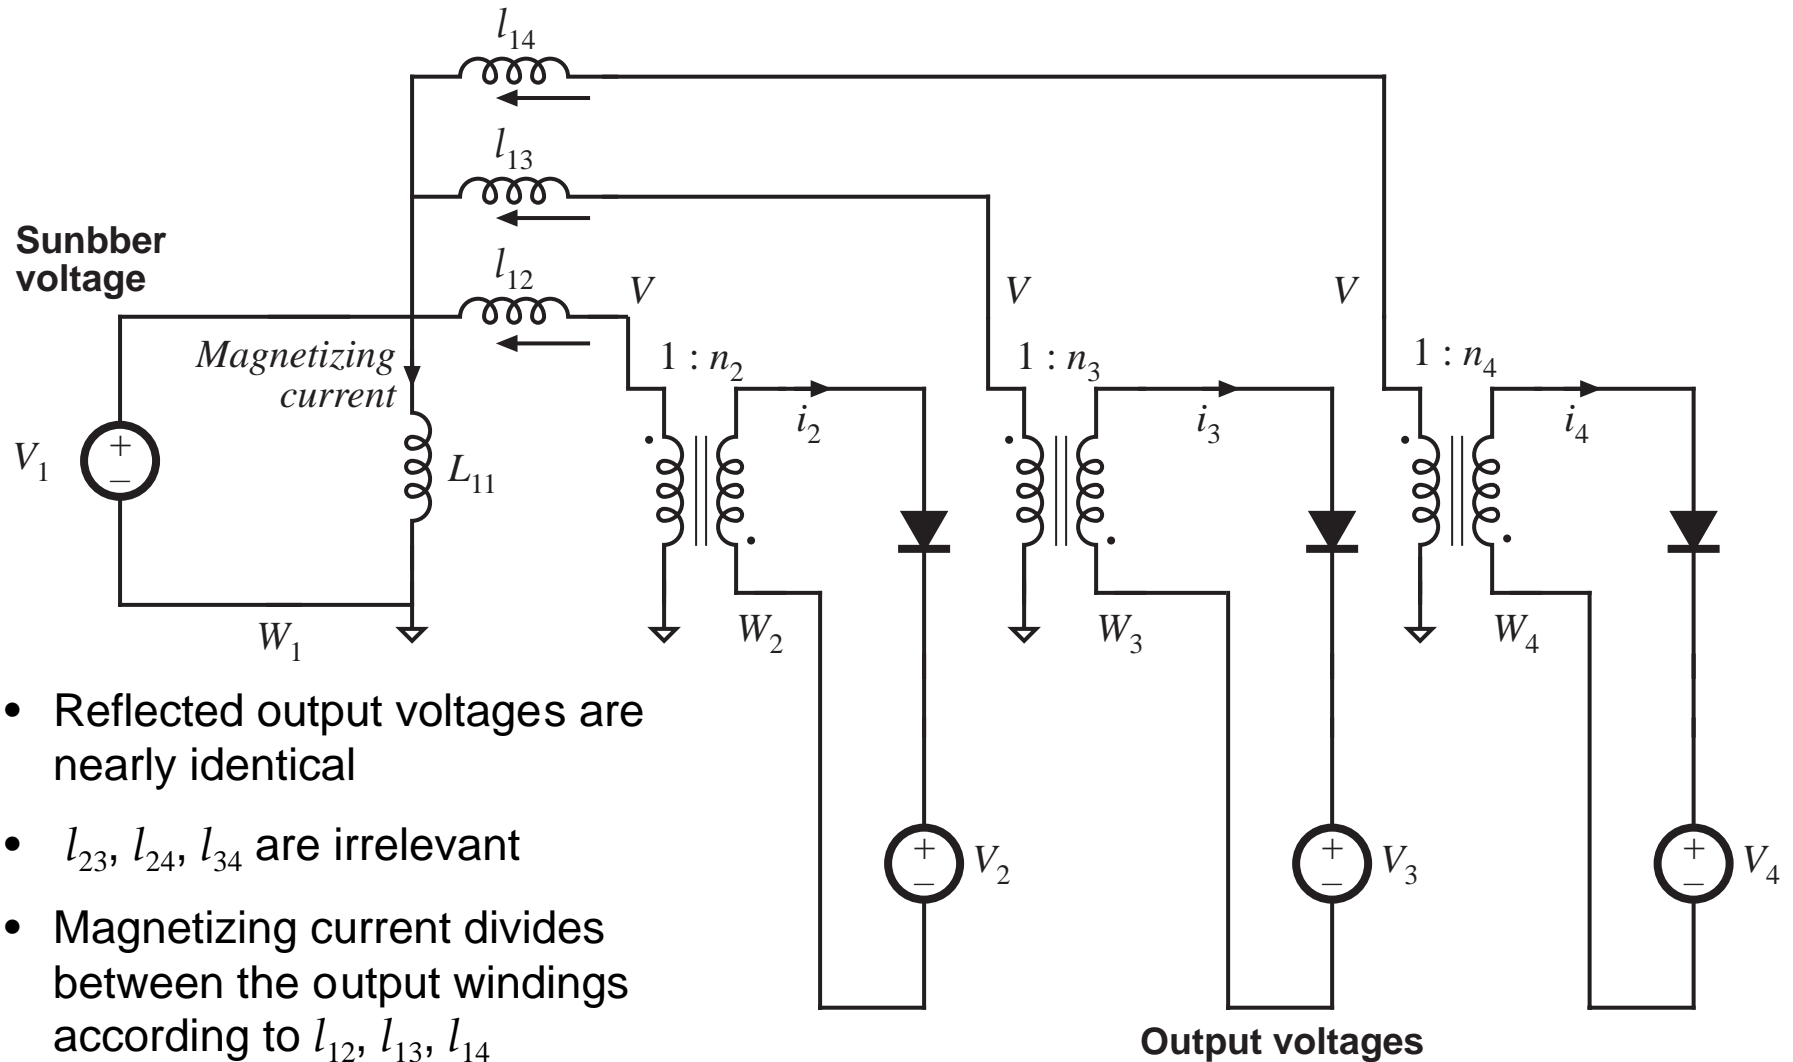 l14
l13
Sunbber
voltage
l12
V
V
V
Magnetizing
current
1 : n2
1 : n3
1 : n4
i2
i3
i4
+
−
V1
L11
W1
W2
W3
W4
• Reflected output voltages are
nearly identical
• l23, l24, l34 are irrelevant
+
−
V2
+
−
V3
+
−
V4
• Magnetizing current divides
between the output windings
according to l12, l13, l14
Output voltages